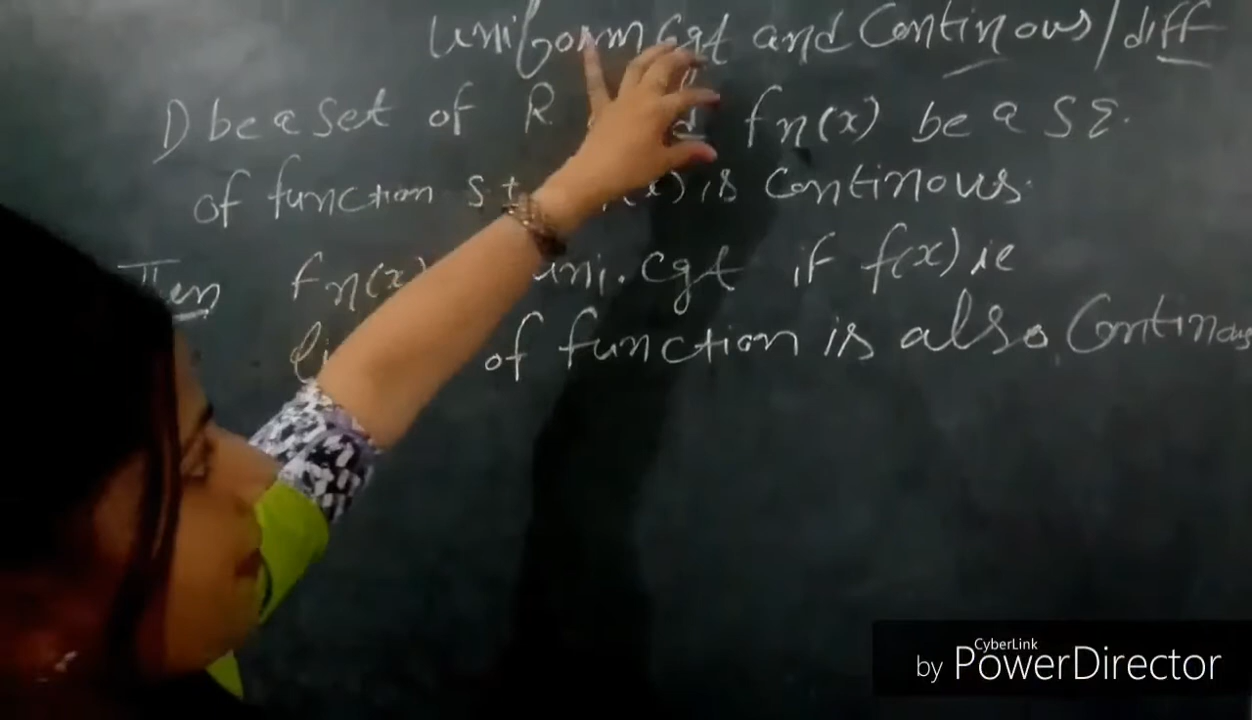 uniform Cgt and Continous/diff
D be a set of R fn(x) be a SE.
of function s.t (x) is Continous.
Then fn(x) uni. Cgt if f(x) ie
of function is also Continous
CyberLink
by PowerDirector